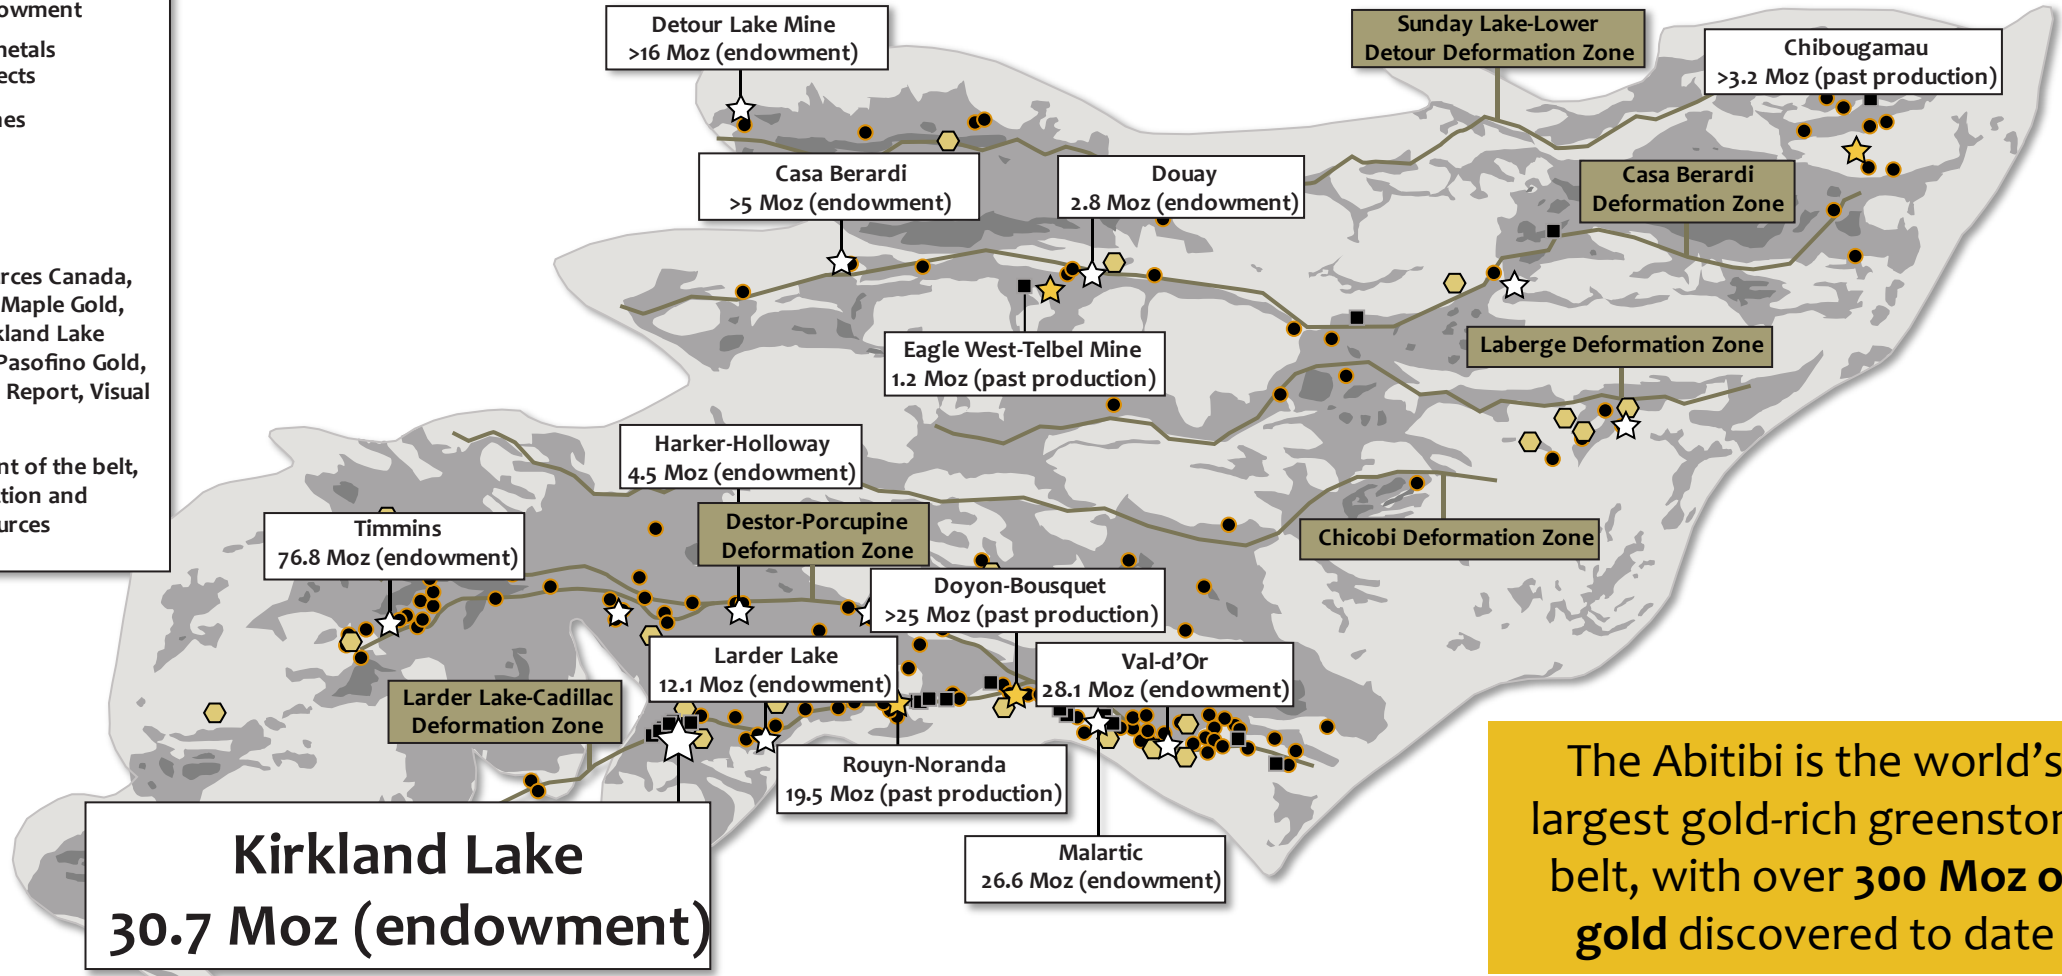 netals
nes
rces Canada,
Maple Gold,
kland Lake
Pasofino Gold,
Report, Visual
nt of the belt,
tion and
urces
Detour Lake Mine
>16 Moz (endowment)
Sunday Lake-Lower
Detour Deformation Zone
Chibougamau
>3.2 Moz (past production)
Casa Berardi
>5 Moz (endowment)
Douay
2.8 Moz (endowment)
Casa Berardi
Deformation Zone
Eagle West-Telbel Mine
1.2 Moz (past production)
Laberge Deformation Zone
Harker-Holloway
4.5 Moz (endowment)
Timmins
76.8 Moz (endowment)
Destor-Porcupine
Deformation Zone
Chicobi Deformation Zone
Doyon-Bousquet
>25 Moz (past production)
Larder Lake
12.1 Moz (endowment)
Val-d’Or
28.1 Moz (endowment)
Larder Lake-Cadillac
Deformation Zone
Rouyn-Noranda
19.5 Moz (past production)
Malartic
26.6 Moz (endowment)
Kirkland Lake
30.7 Moz (endowment)
The Abitibi is the world’s
largest gold-rich greenston
belt, with over 300 Moz o
gold discovered to date